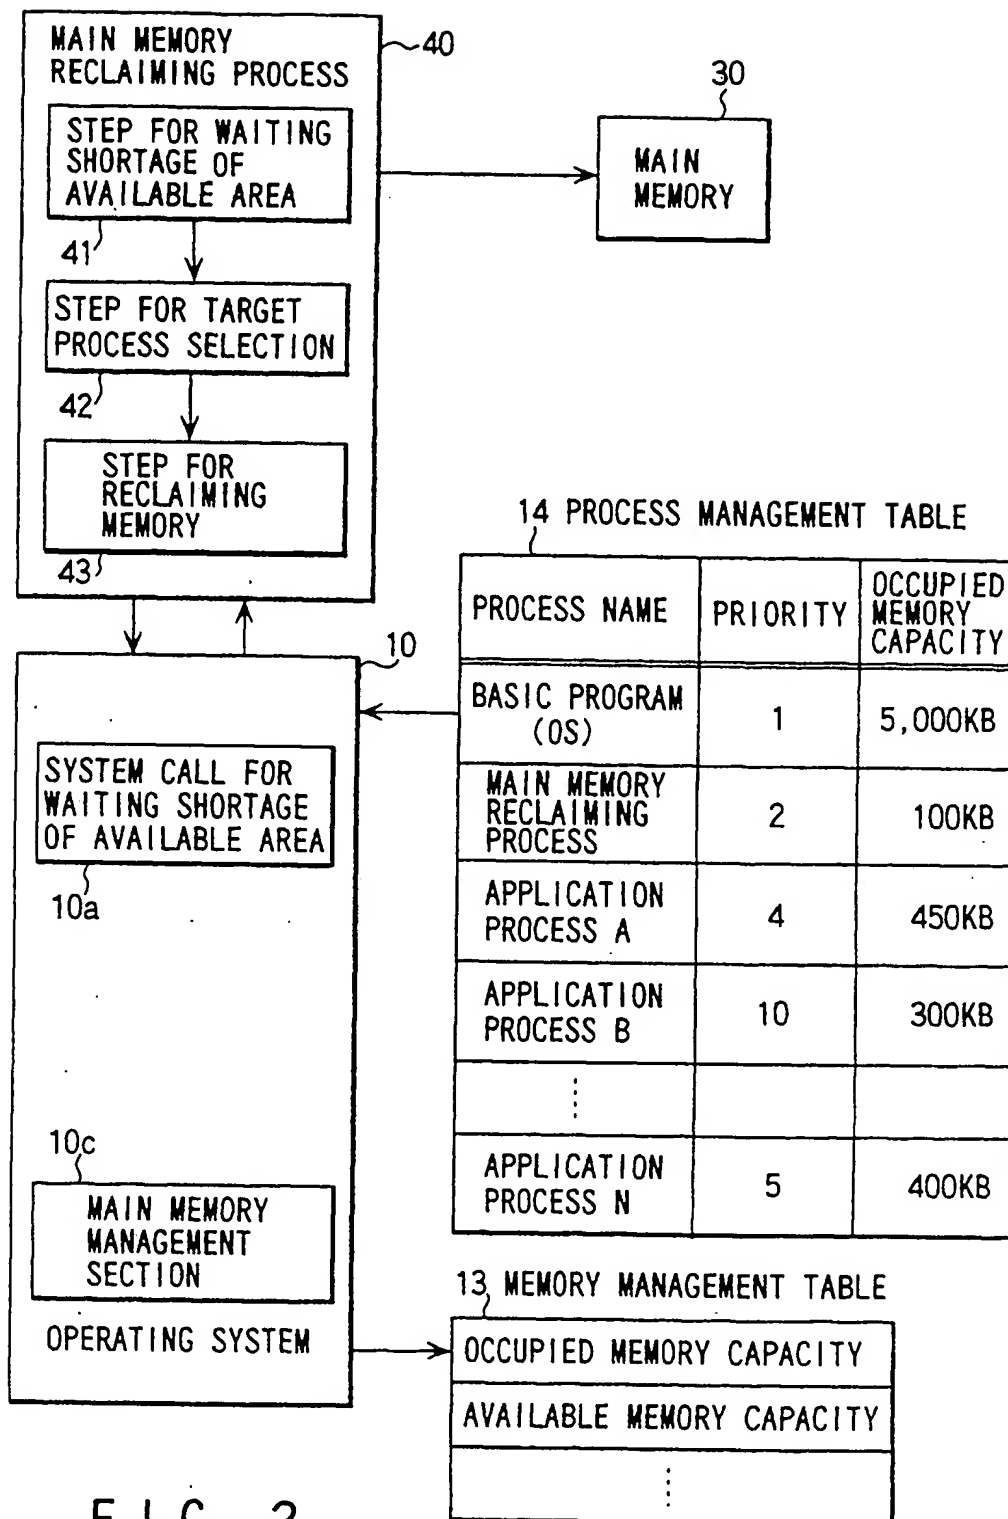 MAIN MEMORY
RECLAIMING PROCESS
40
STEP FOR WAITING
SHORTAGE OF
AVAILABLE AREA
41
STEP FOR TARGET
PROCESS SELECTION
42
STEP FOR
RECLAIMING
MEMORY
43
30
MAIN
MEMORY
10
SYSTEM CALL FOR
WAITING SHORTAGE
OF AVAILABLE AREA
10a
10c
MAIN MEMORY
MANAGEMENT
SECTION
OPERATING SYSTEM
14 PROCESS MANAGEMENT TABLE
PROCESS NAME
PRIORITY
OCCUPIED
MEMORY
CAPACITY
BASIC PROGRAM
(OS)
1
5,000KB
MAIN MEMORY
RECLAIMING
PROCESS
2
100KB
APPLICATION
PROCESS A
4
450KB
APPLICATION
PROCESS B
10
300KB
APPLICATION
PROCESS N
5
400KB
13 MEMORY MANAGEMENT TABLE
OCCUPIED MEMORY CAPACITY
AVAILABLE MEMORY CAPACITY
FIG.